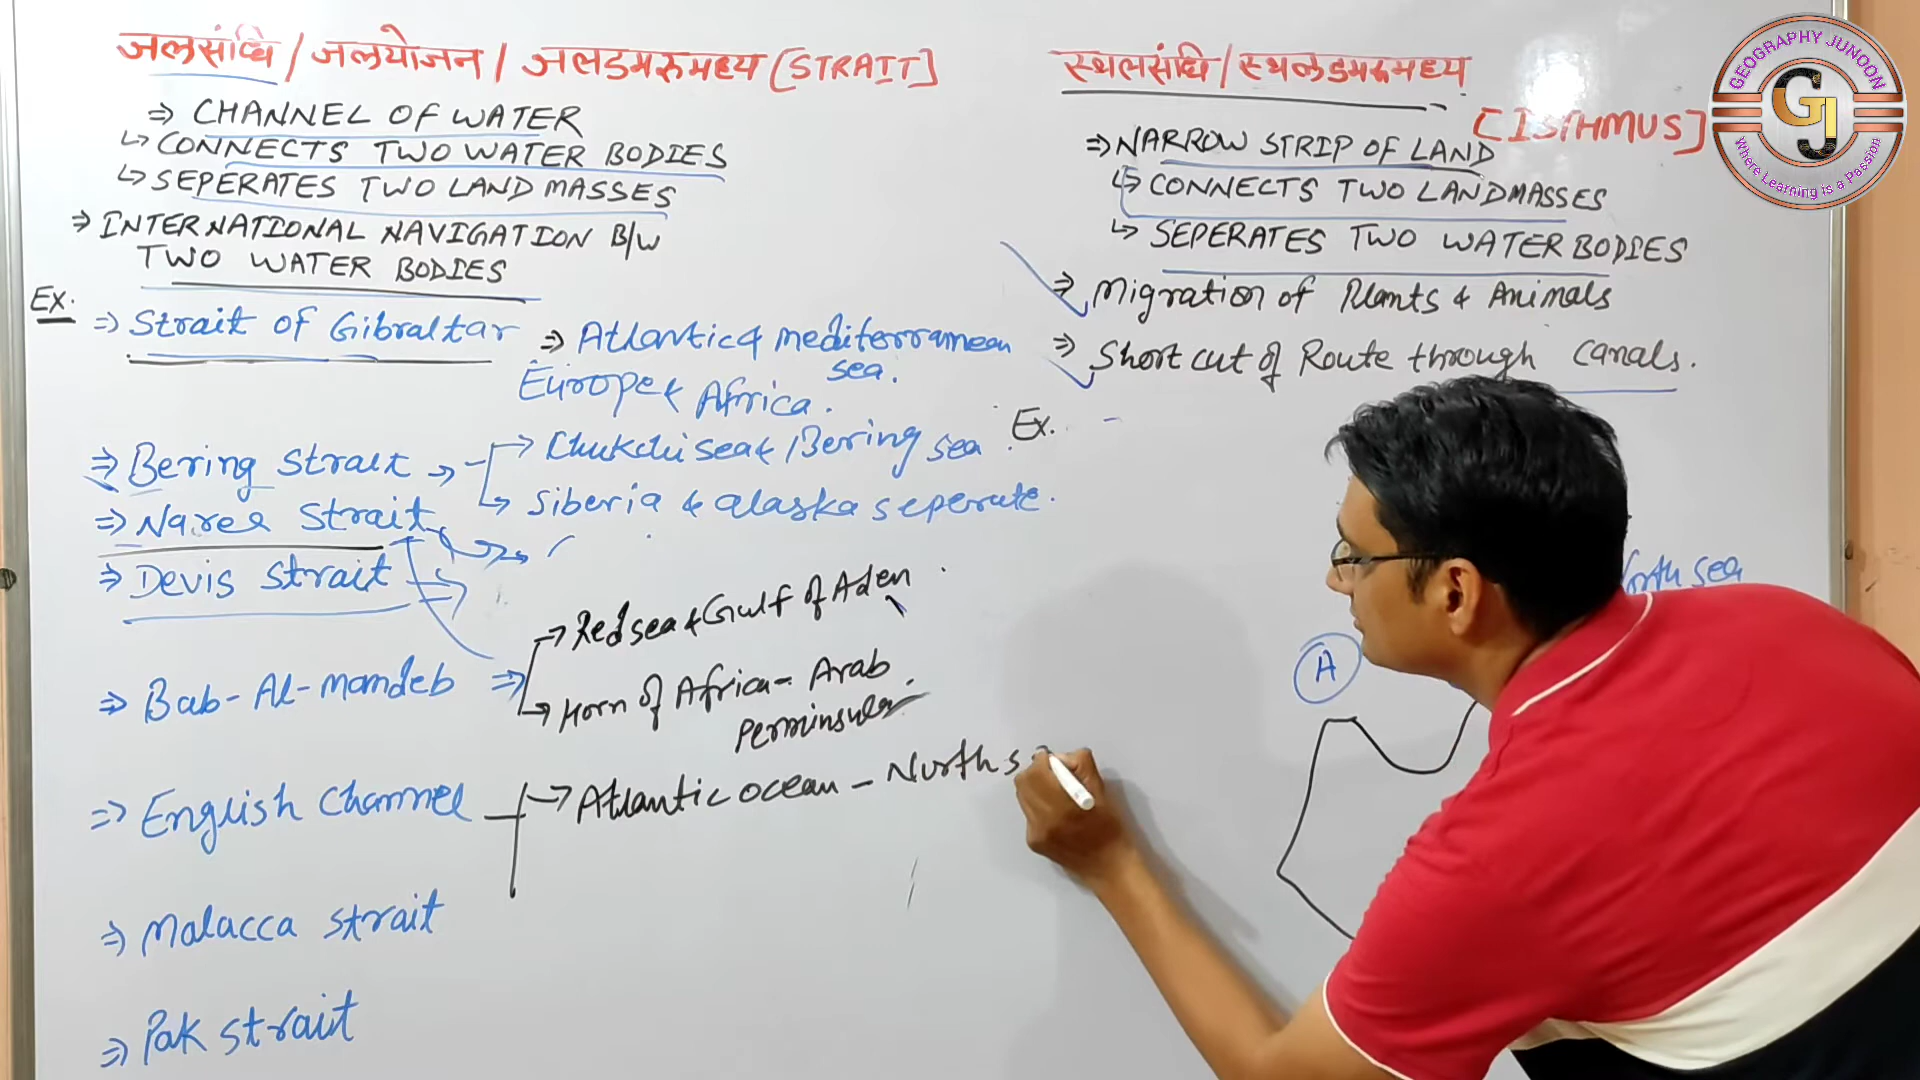 जलसंधि / जलयोजन / जलडमरुमध्य [STRAIT]
⇒ CHANNEL OF WATER
↳ CONNECTS TWO WATER BODIES
↳ SEPERATES TWO LAND MASSES
⇒ INTERNATIONAL NAVIGATION B/W
TWO WATER BODIES
Ex.
⇒ Strait of Gibraltar ⇒ Atlantic & mediterranean
sea.
Europe & Africa.
⇒ Bering Strait → → Chukchi sea & Bering sea
→ Siberia & alaska seperate.
⇒ Nares Strait
⇒ Devis strait
⇒ Bab-Al-mandeb ⇒ → Red sea & Gulf of Aden
→ Horn of Africa - Arab
Perminsular
⇒ English Channel → Atlantic ocean - North s
⇒ Malacca strait
⇒ Pak strait
स्थलसंधि / स्थलडमरुमध्य
[ISTHMUS]
⇒ NARROW STRIP OF LAND
↳ CONNECTS TWO LANDMASSES
↳ SEPERATES TWO WATER BODIES
⇒ Migration of Plants & Animals
⇒ Short cut of Route through Canals.
Ex.
North sea
A
GEOGRAPHY JUNOON
GJ
Where Learning is a Passion